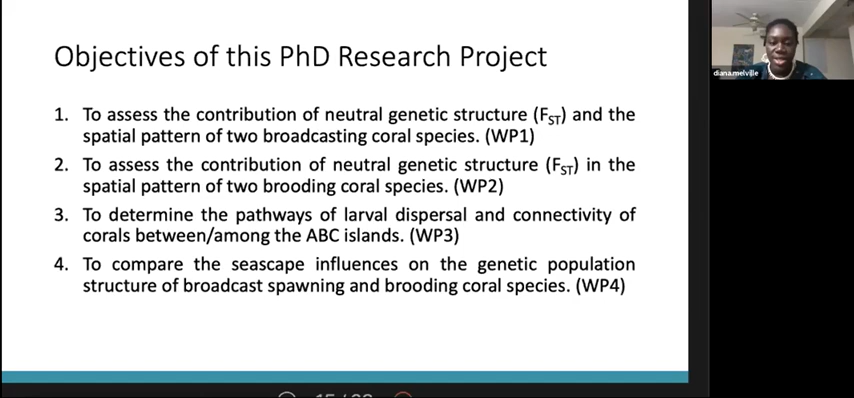 Objectives of this PhD Research Project
1. To assess the contribution of neutral genetic structure (FST) and the
spatial pattern of two broadcasting coral species. (WP1)
2. To assess the contribution of neutral genetic structure (FST) in the
spatial pattern of two brooding coral species. (WP2)
3. To determine the pathways of larval dispersal and connectivity of
corals between/among the ABC islands. (WP3)
4. To compare the seascape influences on the genetic population
structure of broadcast spawning and brooding coral species. (WP4)
diana.melville